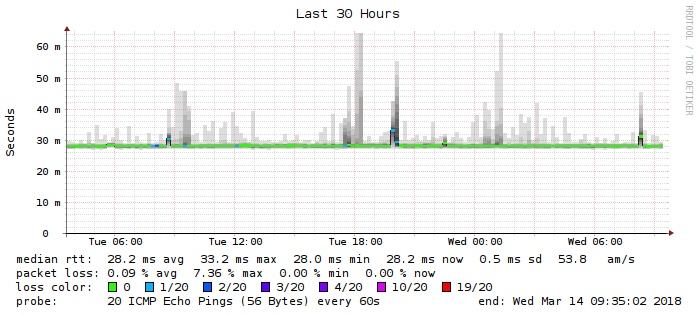 Last 30 Hours
RRDTOOL / TOBI OETIKER
Seconds
60 m
50 m
40 m
30 m
20 m
10 m
0
Tue 06:00 Tue 12:00 Tue 18:00 Wed 00:00 Wed 06:00
median rtt: 28.2 ms avg 33.2 ms max 28.0 ms min 28.2 ms now 0.5 ms sd 53.8 am/s
packet loss: 0.09 % avg 7.36 % max 0.00 % min 0.00 % now
loss color: 0 1/20 2/20 3/20 4/20 10/20 19/20
probe: 20 ICMP Echo Pings (56 Bytes) every 60s end: Wed Mar 14 09:35:02 2018